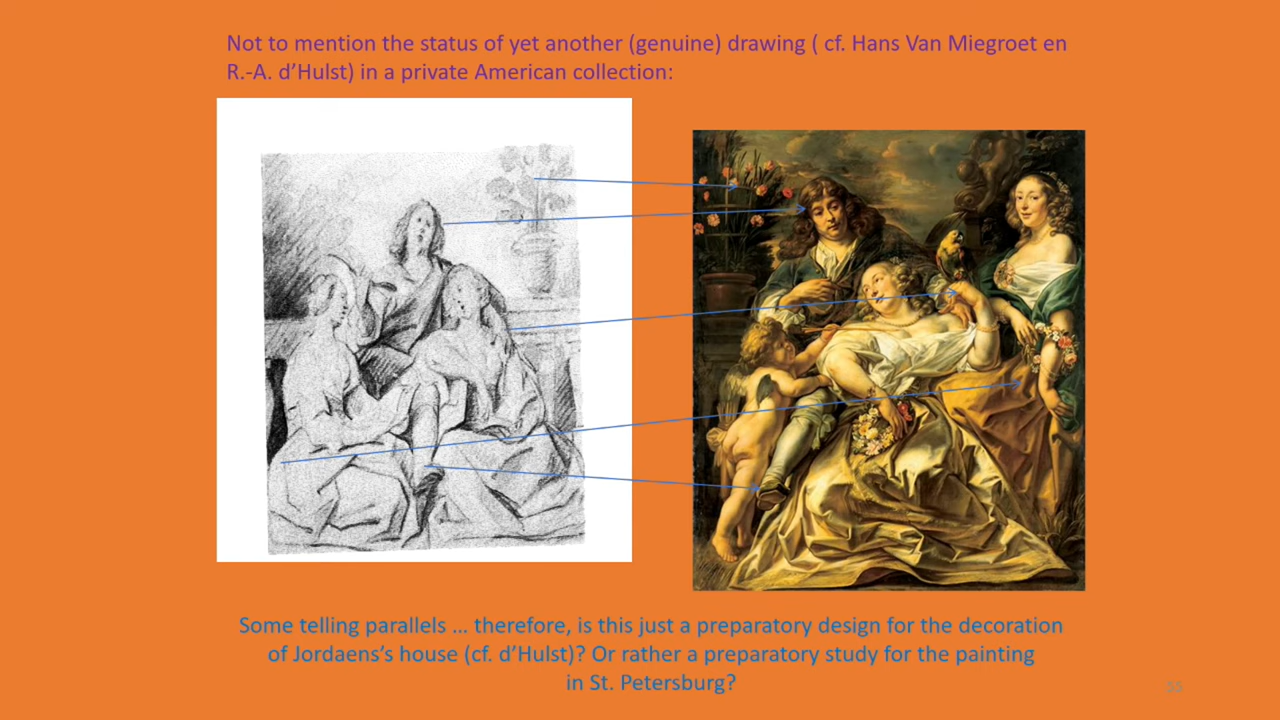 Not to mention the status of yet another (genuine) drawing ( cf. Hans Van Miegroet en
R.-A. d’Hulst) in a private American collection:
Some telling parallels … therefore, is this just a preparatory design for the decoration
of Jordaens’s house (cf. d’Hulst)? Or rather a preparatory study for the painting
in St. Petersburg?
55